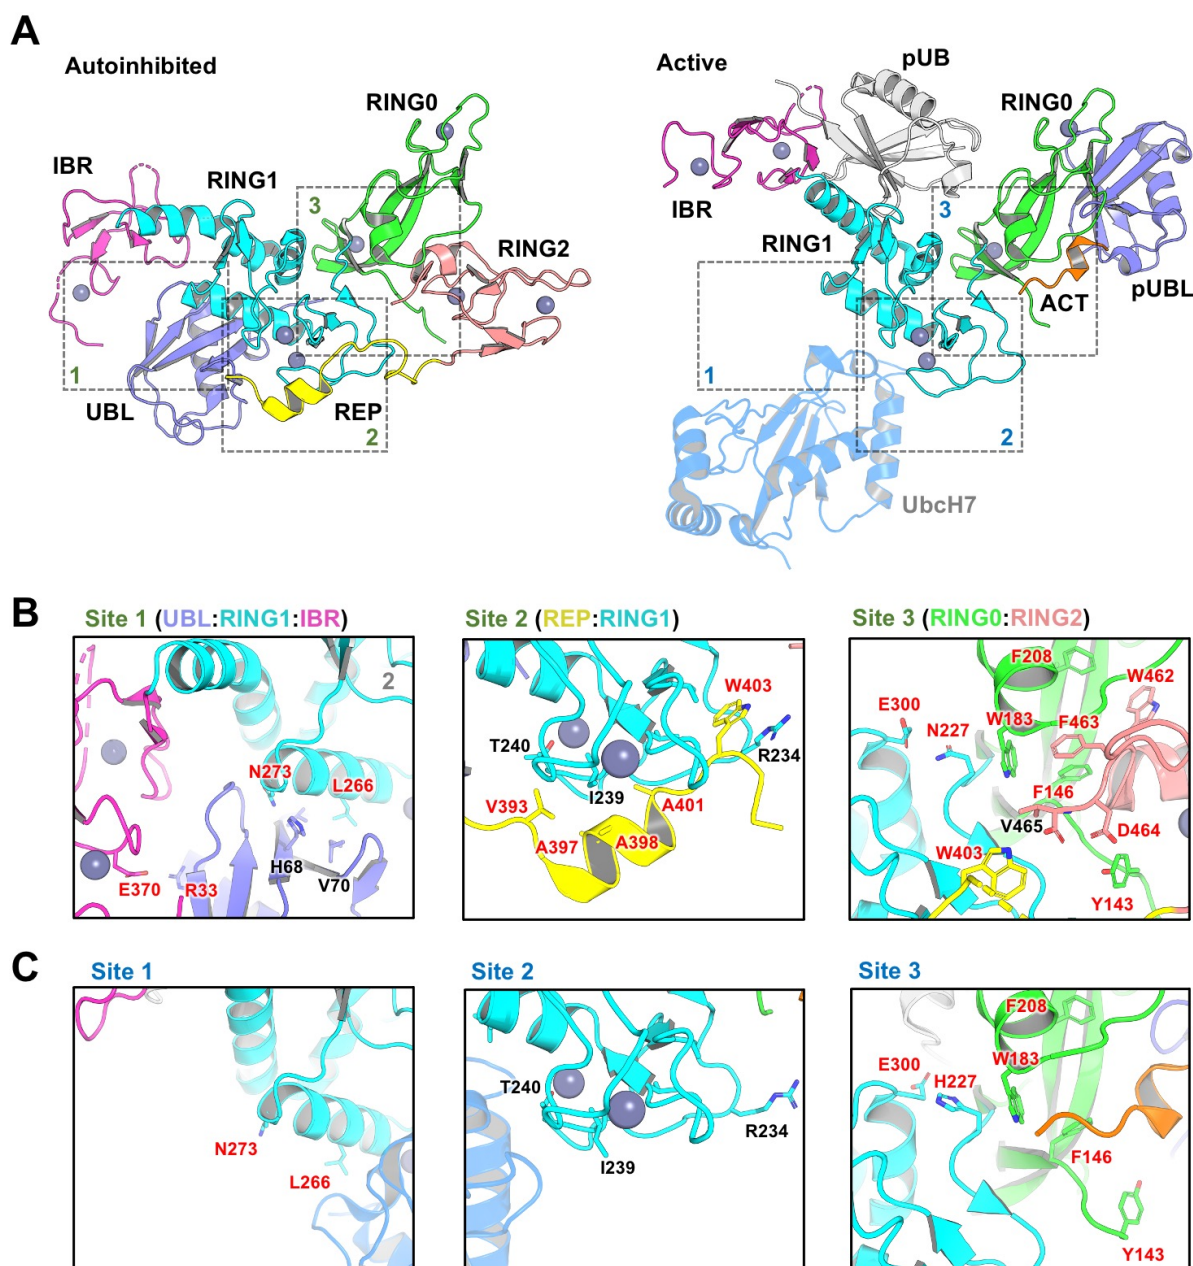 A
Autoinhibited
Active
pUB
RING0
RING0
IBR
RING1
3
RING2
IBR
RING1
3
ACT
pUBL
1
UBL
REP
2
1
2
UbcH7
B
Site 1 (UBL:RING1:IBR)
Site 2 (REP:RING1)
Site 3 (RING0:RING2)
2
N273
L266
H68
V70
E370
R33
W403
T240
R234
I239
V393
A401
A397
A398
F208
W462
E300
N227
W183
F463
F146
V465
D464
W403
Y143
C
Site 1
Site 2
Site 3
N273
L266
T240
R234
I239
F208
W183
E300
H227
F146
Y143